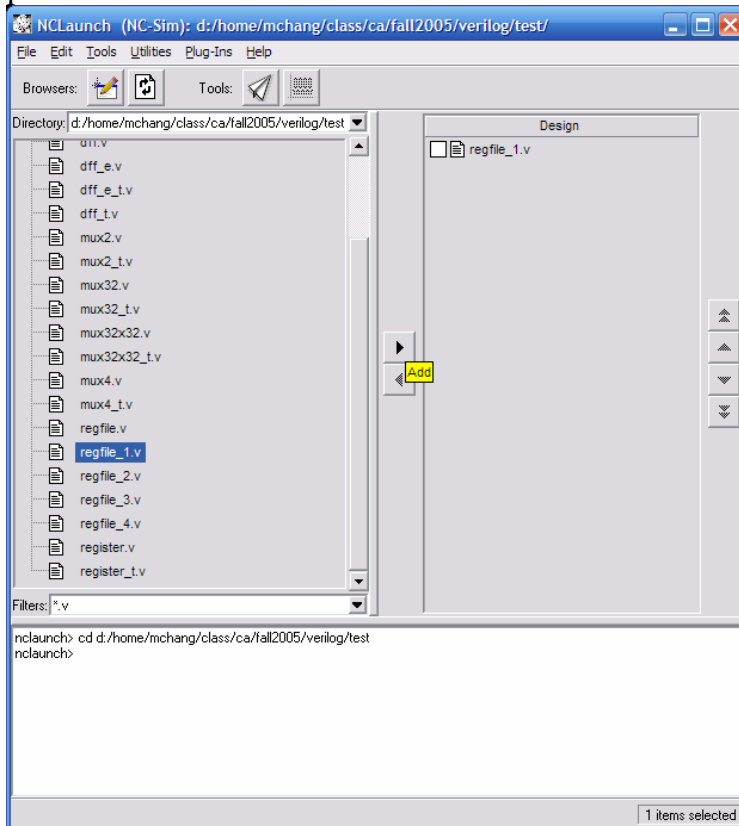 NCLaunch (NC-Sim): d:/home/mchang/class/ca/fall2005/verilog/test/
File Edit Tools Utilities Plug-Ins Help
Browsers: Tools:
Directory: d:/home/mchang/class/ca/fall2005/verilog/test
dff.v
dff_e.v
dff_e_t.v
dff_t.v
mux2.v
mux2_t.v
mux32.v
mux32_t.v
mux32x32.v
mux32x32_t.v
mux4.v
mux4_t.v
regfile.v
regfile_1.v
regfile_2.v
regfile_3.v
regfile_4.v
register.v
register_t.v
Filters: *.v
Add
Design
regfile_1.v
nclaunch> cd d:/home/mchang/class/ca/fall2005/verilog/test
nclaunch>
1 items selected